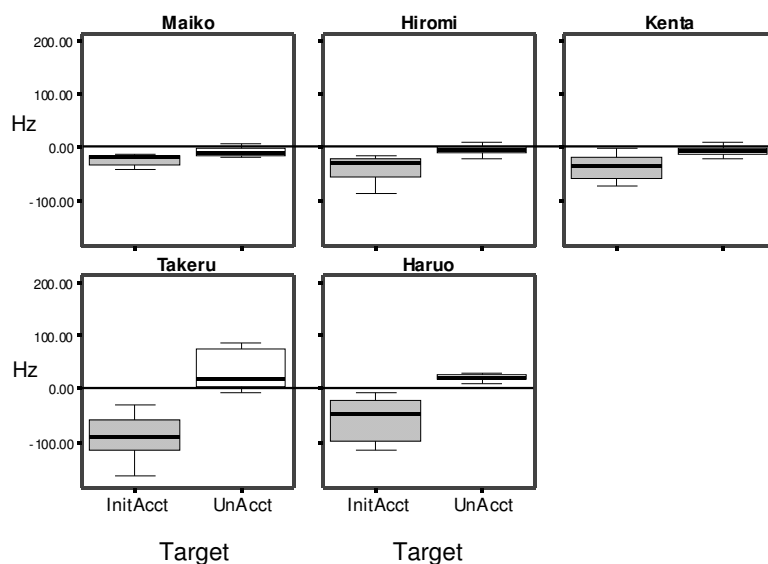 Maiko
Hiromi
Kenta
200.00
100.00
Hz
0.00
-100.00
Takeru
Haruo
200.00
100.00
Hz
0.00
-100.00
InitAcct
UnAcct
InitAcct
UnAcct
Target
Target